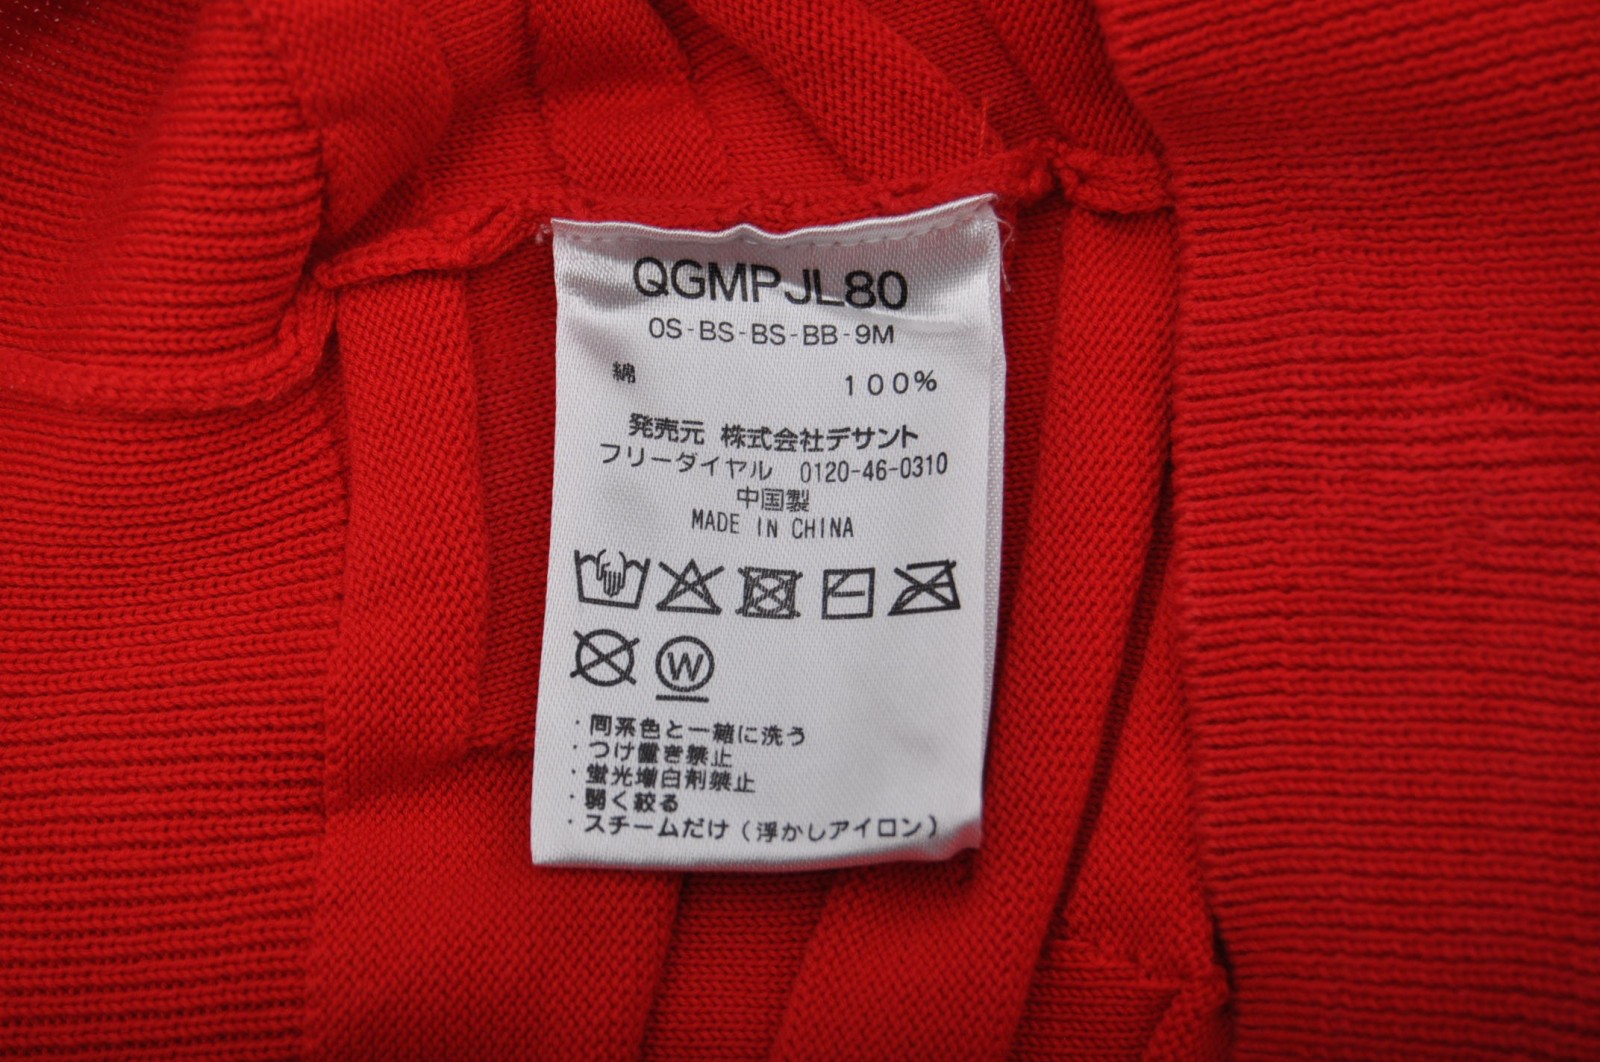 QGMPJL80
OS-BS-BS-BB-9M
綿 100%
発売元 株式会社デサント
フリーダイヤル 0120-46-0310
中国製
MADE IN CHINA
W
・同系色と一緒に洗う
・つけ置き禁止
・蛍光増白剤禁止
・弱く絞る
・スチームだけ(浮かしアイロン)